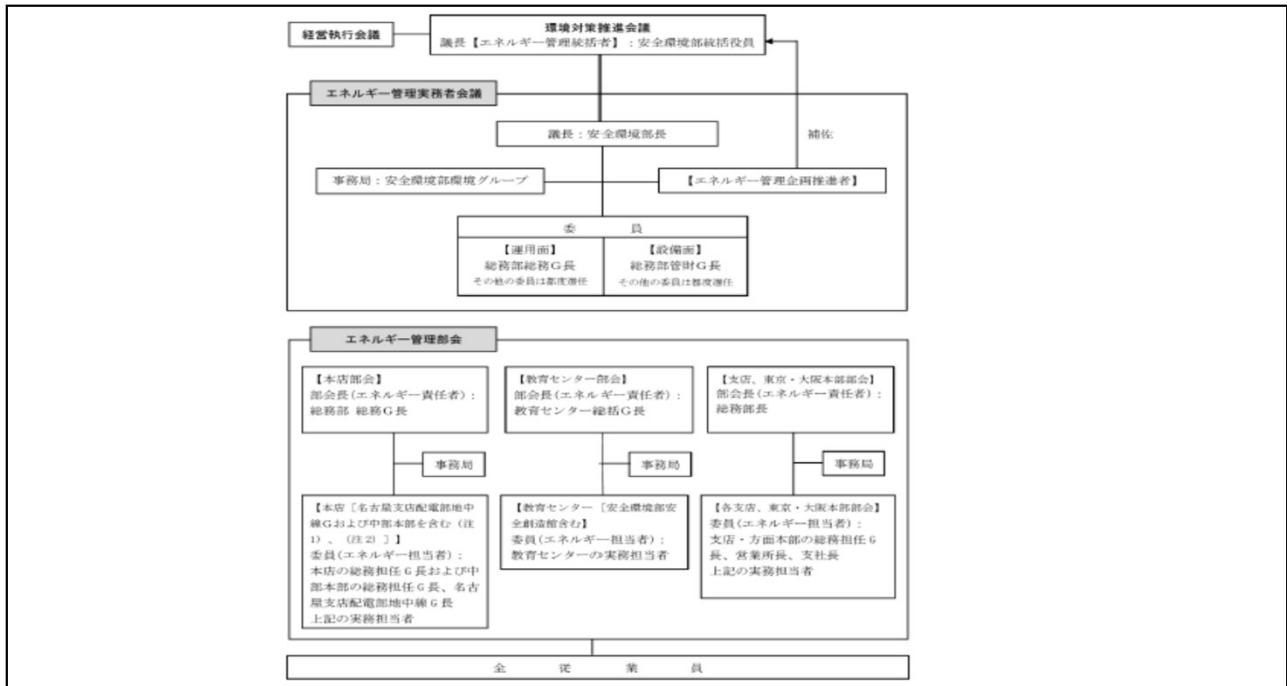 経営執行会議
環境対策推進会議
議長【エネルギー管理統括者】：安全環境部統括役員
エネルギー管理実務者会議
議長：安全環境部長
補佐
事務局：安全環境部環境グループ
【エネルギー管理企画推進者】
委　　員
【運用面】
総務部総務G長
その他の委員は都度選任
【設備面】
総務部管財G長
その他の委員は都度選任
エネルギー管理部会
【本店部会】
部会長(エネルギー責任者)：
総務部 総務G長
【教育センター部会】
部会長(エネルギー責任者)：
教育センター総括G長
【支店、東京・大阪本部部会】
部会長(エネルギー責任者)：
総務部長
事務局
事務局
事務局
【本店［名古屋支店配電部地中
線Gおよび中部本部を含む（注
1）、（注2）］】
委員(エネルギー担当者)：
本店の総務担任G長および中
部本部の総務担任G長、名古
屋支店配電部地中線G長
上記の実務担当者
【教育センター［安全環境部安
全創造館含む】
委員(エネルギー担当者)：
教育センターの実務担当者
【各支店、東京・大阪本部部会】
委員(エネルギー担当者)：
支店・方面本部の総務担任G
長、営業所長、支社長
上記の実務担当者
全　従　業　員